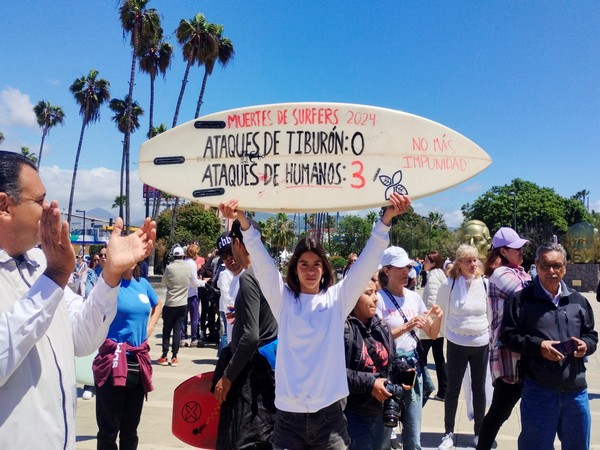 MUERTES DE SURFERS 2024
ATAQUES DE TIBURÓN: 0
ATAQUES DE HUMANOS: 3
NO MÁS
IMPUNIDAD